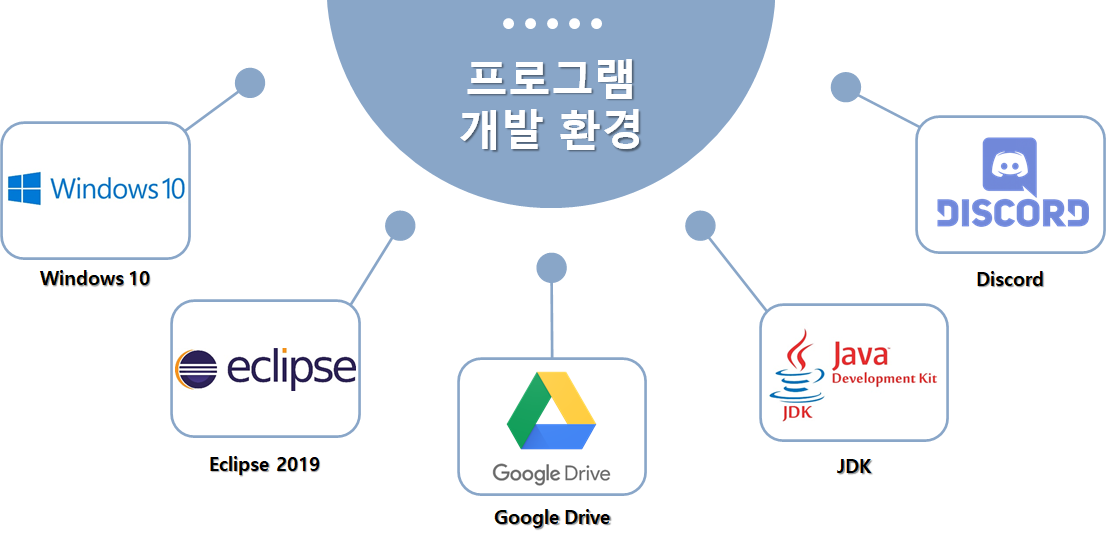 프로그램
개발 환경
Windows 10
Windows 10
eclipse
Eclipse 2019
Google Drive
Google Drive
Java™
Development Kit
JDK
JDK
DISCORD
Discord